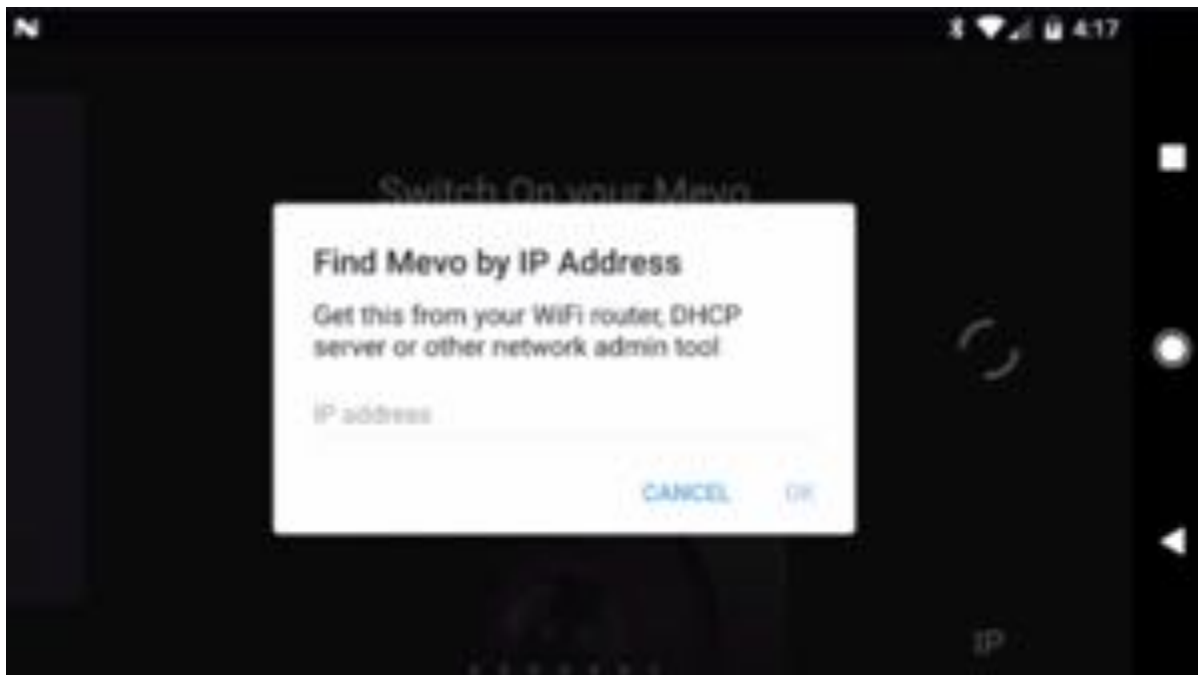 4:17
Switch On your Mevo
Find Mevo by IP Address
Get this from your WiFi router, DHCP
server or other network admin tool
IP address
CANCEL OK
IP